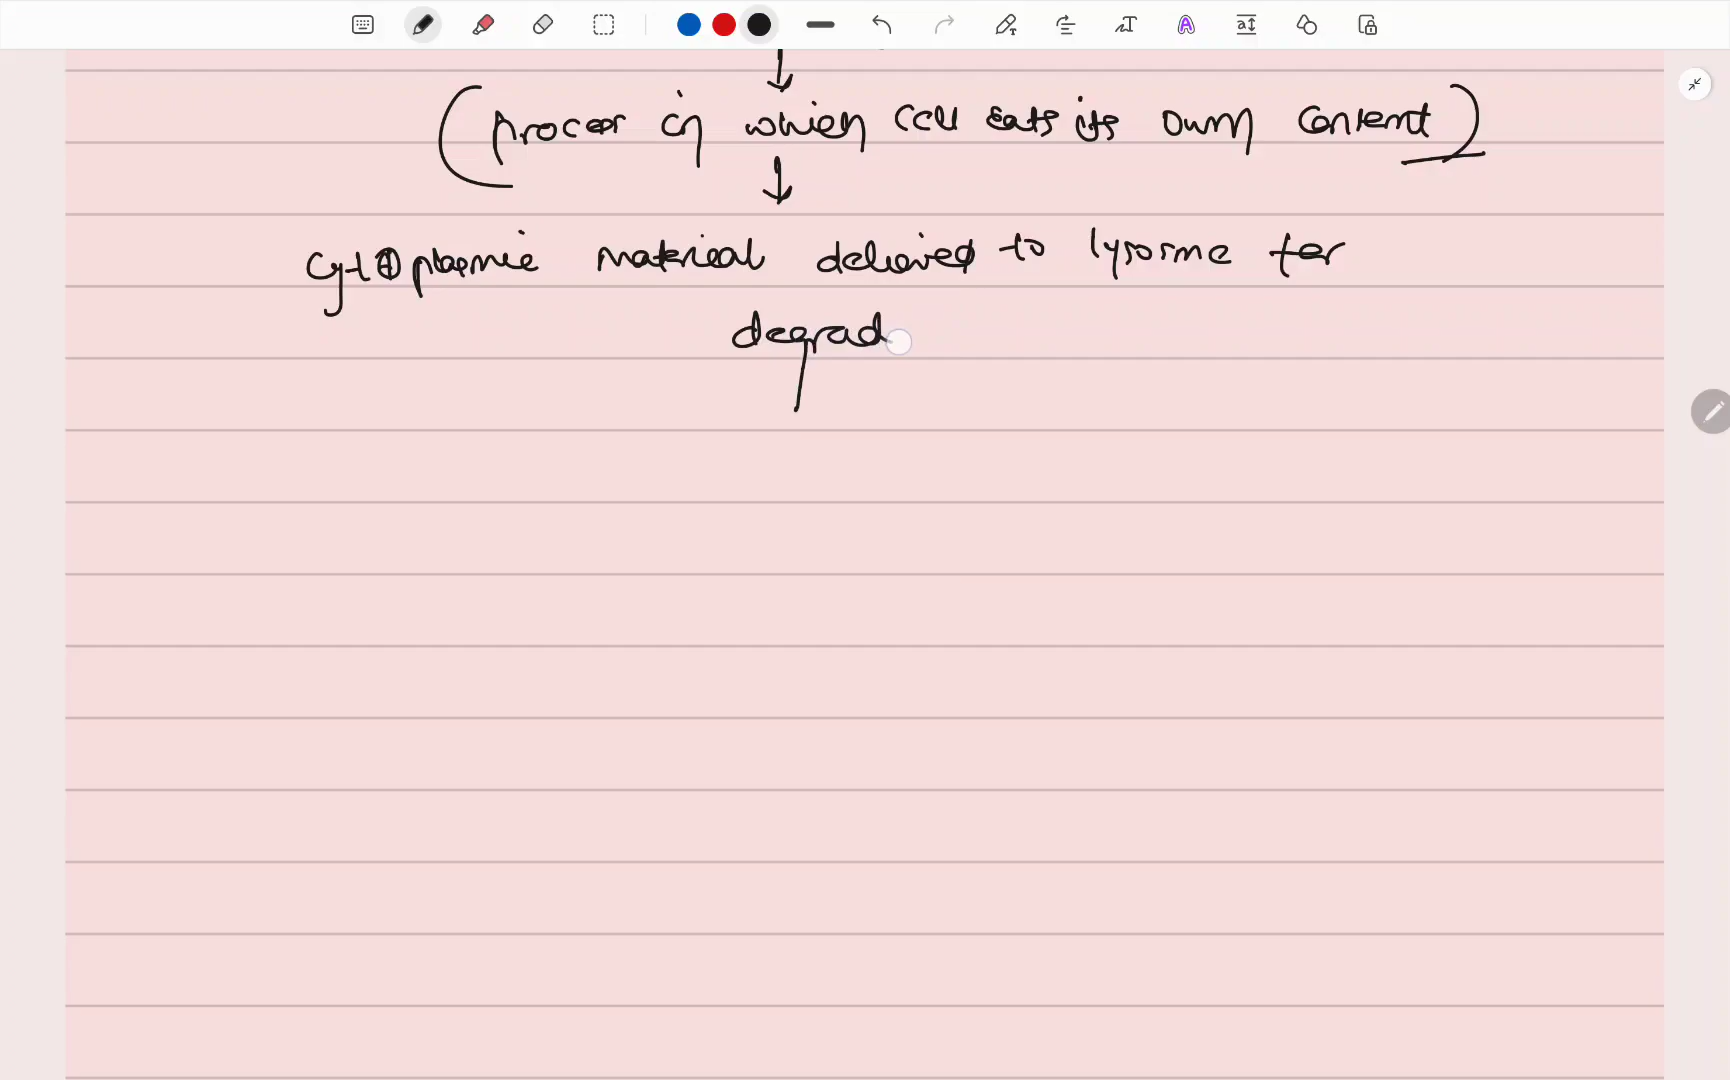 ↓
(process in which cell eats its own content)
↓
cytoplasmic material delivered to lysosome for
degrad